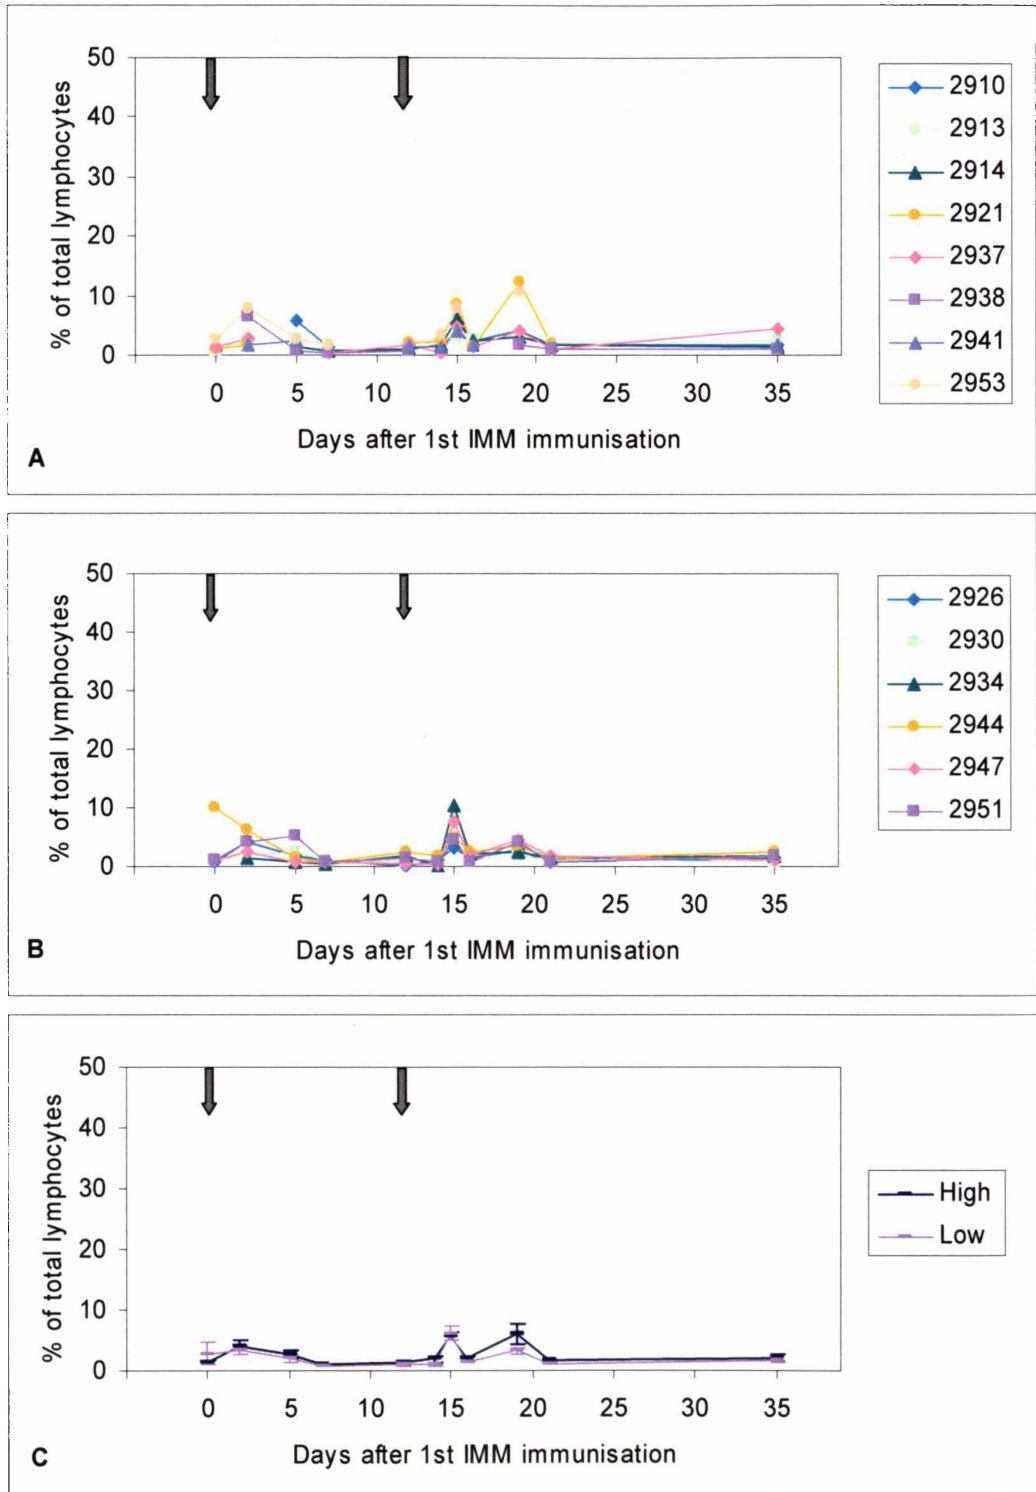 50
40
30
20
10
0
% of total lymphocytes
0 5 10 15 20 25 30 35
Days after 1st IMM immunisation
A
2910
2913
2914
2921
2937
2938
2941
2953
50
40
30
20
10
0
% of total lymphocytes
0 5 10 15 20 25 30 35
Days after 1st IMM immunisation
B
2926
2930
2934
2944
2947
2951
50
40
30
20
10
0
% of total lymphocytes
0 5 10 15 20 25 30 35
Days after 1st IMM immunisation
C
High
Low